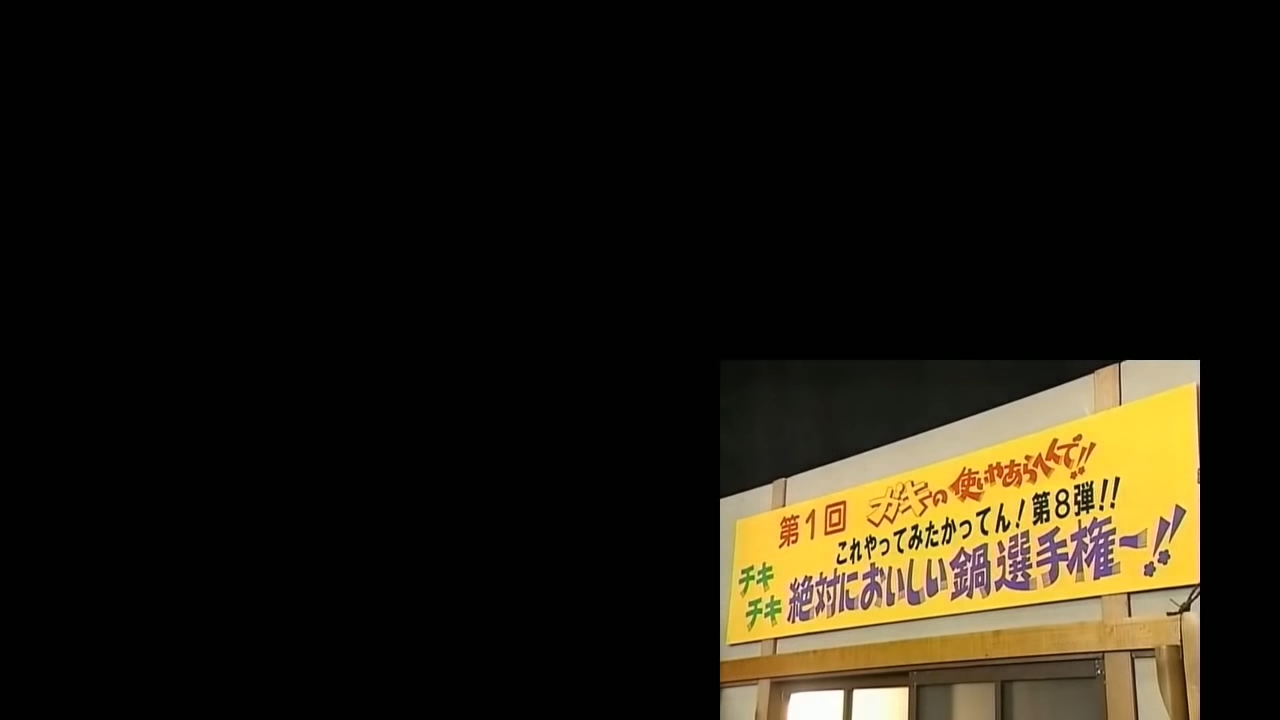 第1回 ガキの使いやあらへんで!!
これやってみたかってん!第8弾!!
チキ
チキ 絶対においしい鍋選手権~!!